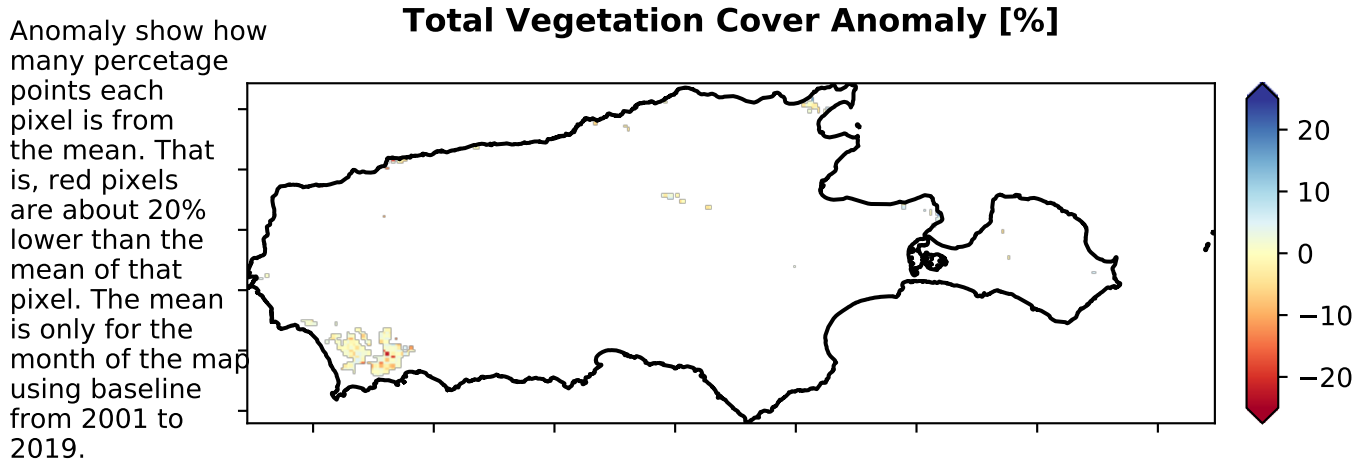 Total Vegetation Cover Anomaly [%]
Anomaly show how
many percetage
points each
pixel is from
the mean. That
is, red pixels
are about 20%
lower than the
mean of that
pixel. The mean
is only for the
month of the map
using baseline
from 2001 to
2019.
20
10
0
−10
−20